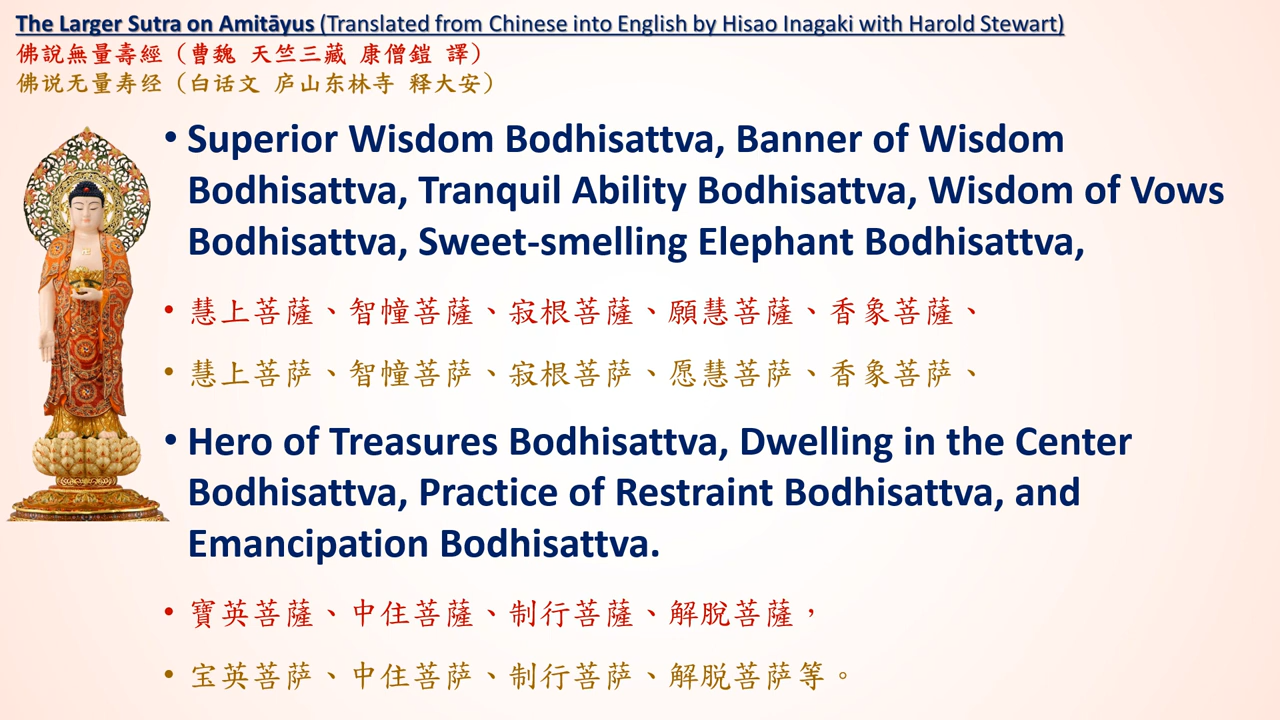 The Larger Sutra on Amitāyus (Translated from Chinese into English by Hisao Inagaki with Harold Stewart)
佛說無量壽經（曹魏 天竺三藏 康僧鎧 譯）
佛说无量寿经（白话文 庐山东林寺 释大安）
• Superior Wisdom Bodhisattva, Banner of Wisdom
Bodhisattva, Tranquil Ability Bodhisattva, Wisdom of Vows
Bodhisattva, Sweet-smelling Elephant Bodhisattva,
• 慧上菩薩、智幢菩薩、寂根菩薩、願慧菩薩、香象菩薩、
• 慧上菩萨、智幢菩萨、寂根菩萨、愿慧菩萨、香象菩萨、
• Hero of Treasures Bodhisattva, Dwelling in the Center
Bodhisattva, Practice of Restraint Bodhisattva, and
Emancipation Bodhisattva.
• 寶英菩薩、中住菩薩、制行菩薩、解脫菩薩，
• 宝英菩萨、中住菩萨、制行菩萨、解脱菩萨等。